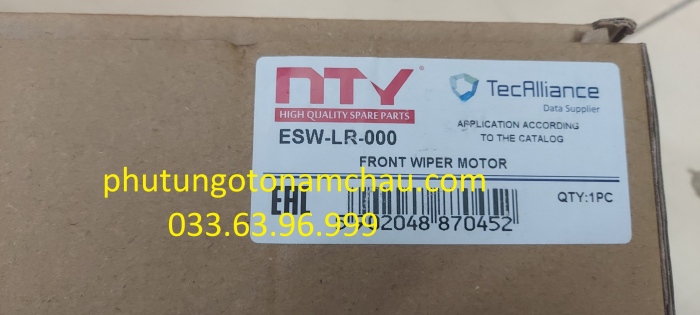 NTY®
HIGH QUALITY SPARE PARTS
TecAlliance
Data Supplier
ESW-LR-000
APPLICATION ACCORDING
TO THE CATALOG
FRONT WIPER MOTOR
phutungotonamchau.com
EAC
QTY:1PC
033.63.96.999
5902048 870452